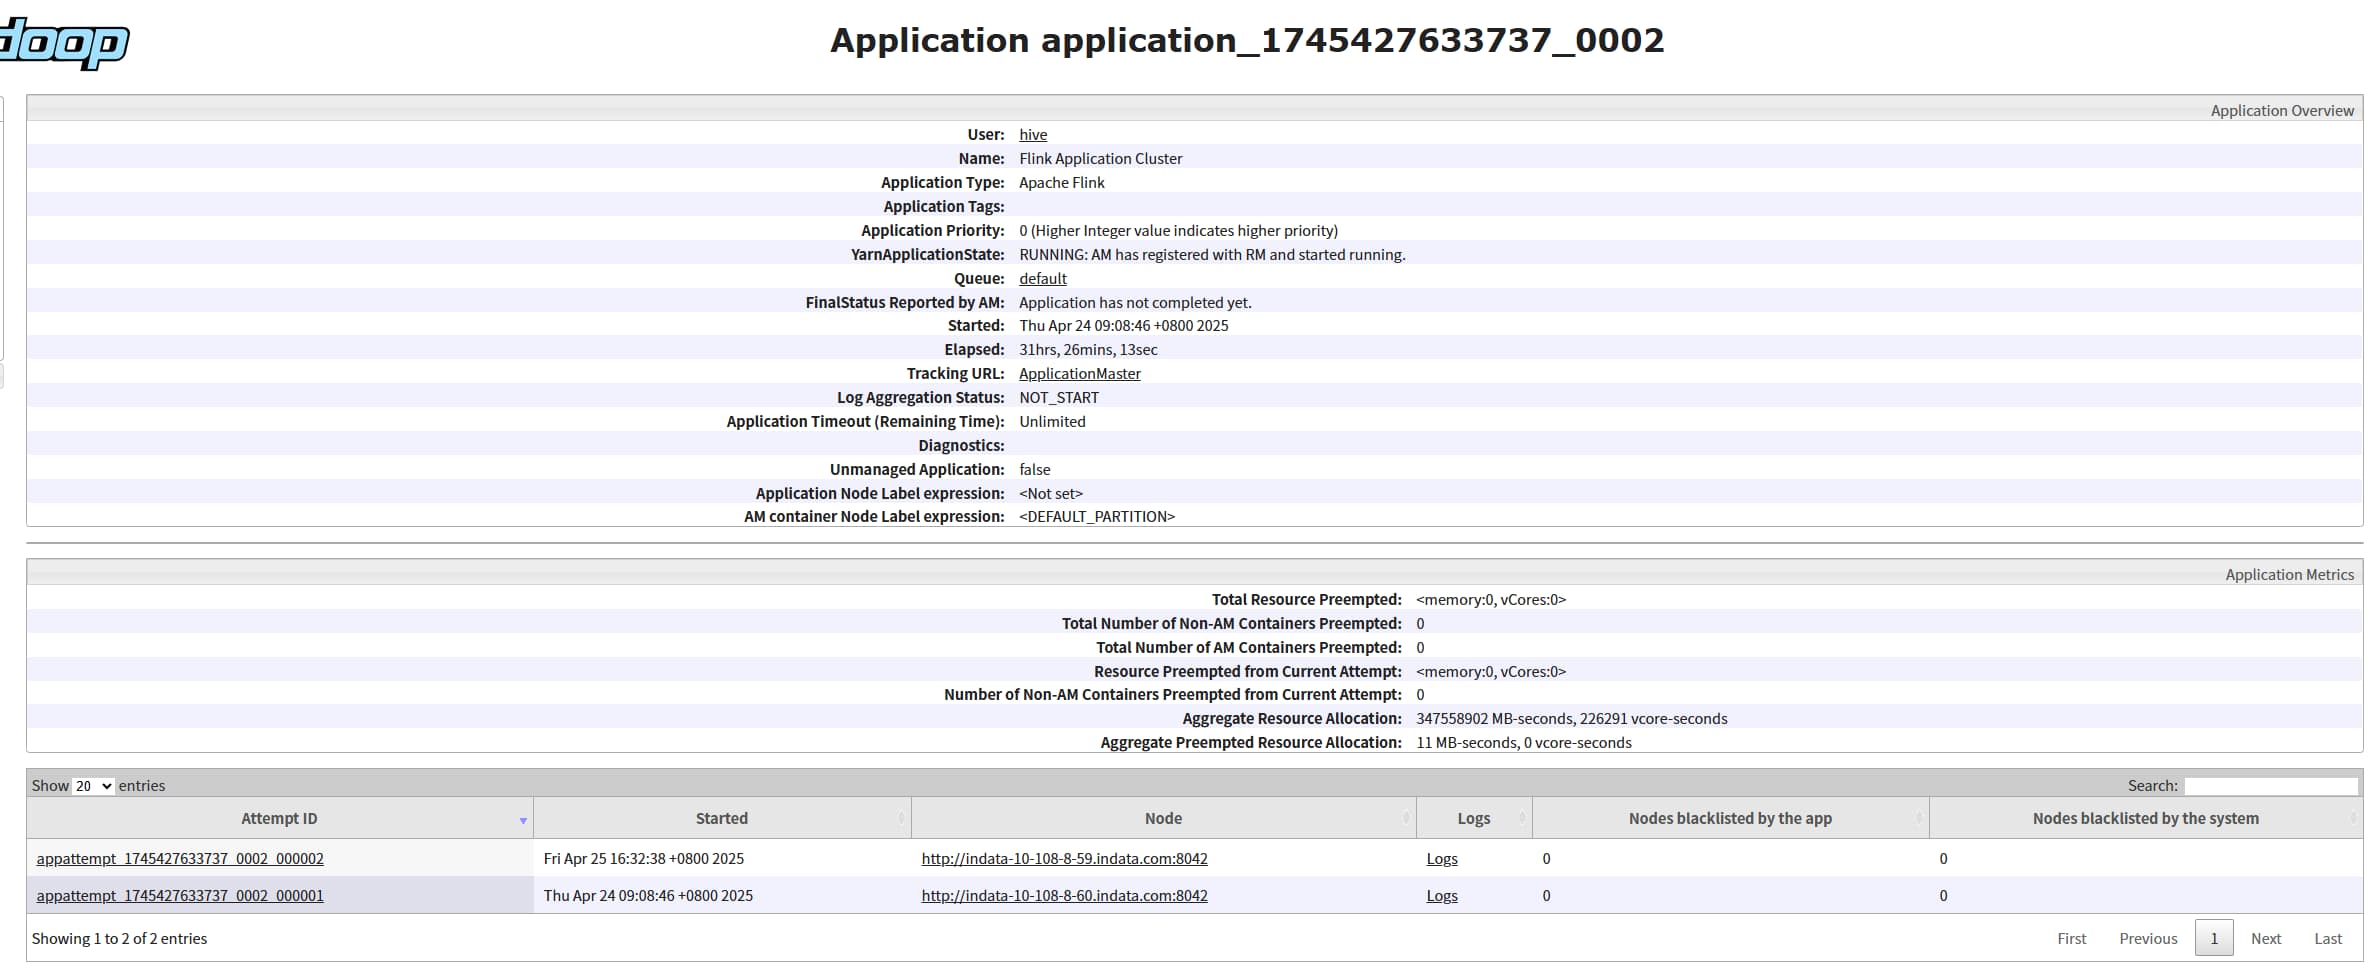 doop
Application application_1745427633737_0002
Application Overview
User: hive
Name: Flink Application Cluster
Application Type: Apache Flink
Application Tags:
Application Priority: 0 (Higher Integer value indicates higher priority)
YarnApplicationState: RUNNING: AM has registered with RM and started running.
Queue: default
FinalStatus Reported by AM: Application has not completed yet.
Started: Thu Apr 24 09:08:46 +0800 2025
Elapsed: 31hrs, 26mins, 13sec
Tracking URL: ApplicationMaster
Log Aggregation Status: NOT_START
Application Timeout (Remaining Time): Unlimited
Diagnostics:
Unmanaged Application: false
Application Node Label expression: <Not set>
AM container Node Label expression: <DEFAULT_PARTITION>
Application Metrics
Total Resource Preempted: <memory:0, vCores:0>
Total Number of Non-AM Containers Preempted: 0
Total Number of AM Containers Preempted: 0
Resource Preempted from Current Attempt: <memory:0, vCores:0>
Number of Non-AM Containers Preempted from Current Attempt: 0
Aggregate Resource Allocation: 347558902 MB-seconds, 226291 vcore-seconds
Aggregate Preempted Resource Allocation: 11 MB-seconds, 0 vcore-seconds
Show 20 entries Search:
Attempt ID Started Node Logs Nodes blacklisted by the app Nodes blacklisted by the system
appattempt_1745427633737_0002_000002 Fri Apr 25 16:32:38 +0800 2025 http://indata-10-108-8-59.indata.com:8042 Logs 0 0
appattempt_1745427633737_0002_000001 Thu Apr 24 09:08:46 +0800 2025 http://indata-10-108-8-60.indata.com:8042 Logs 0 0
Showing 1 to 2 of 2 entries First Previous 1 Next Last